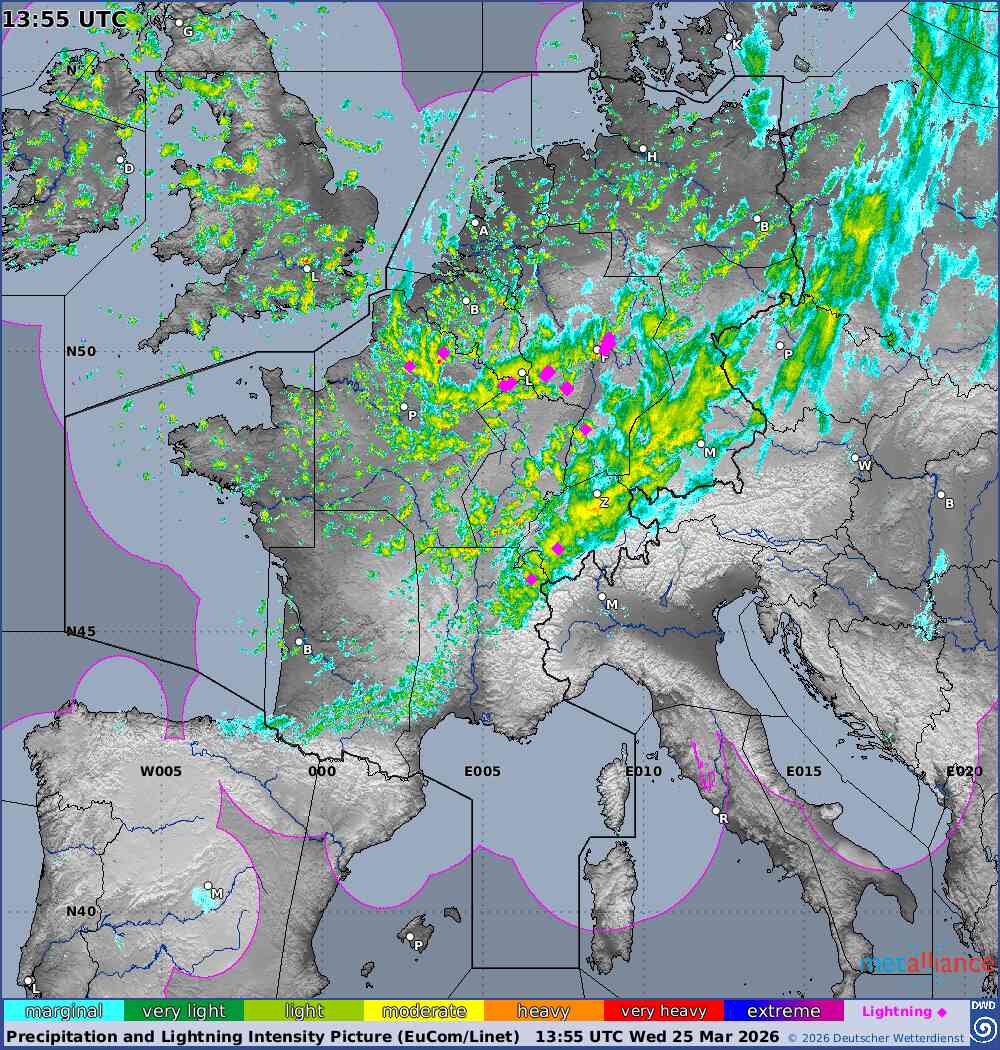 13:55 UTC
G
K
N55
H
D
A
B
L
B
N50
F
P
L
P
M
W
Z
B
M
N45
B
W005
000
E005
E010
E015
E020
R
M
N40
P
L
metalliance
marginal very light light moderate heavy very heavy extreme Lightning
DWD
Precipitation and Lightning Intensity Picture (EuCom/Linet) 13:55 UTC Wed 25 Mar 2026 © 2026 Deutscher Wetterdienst